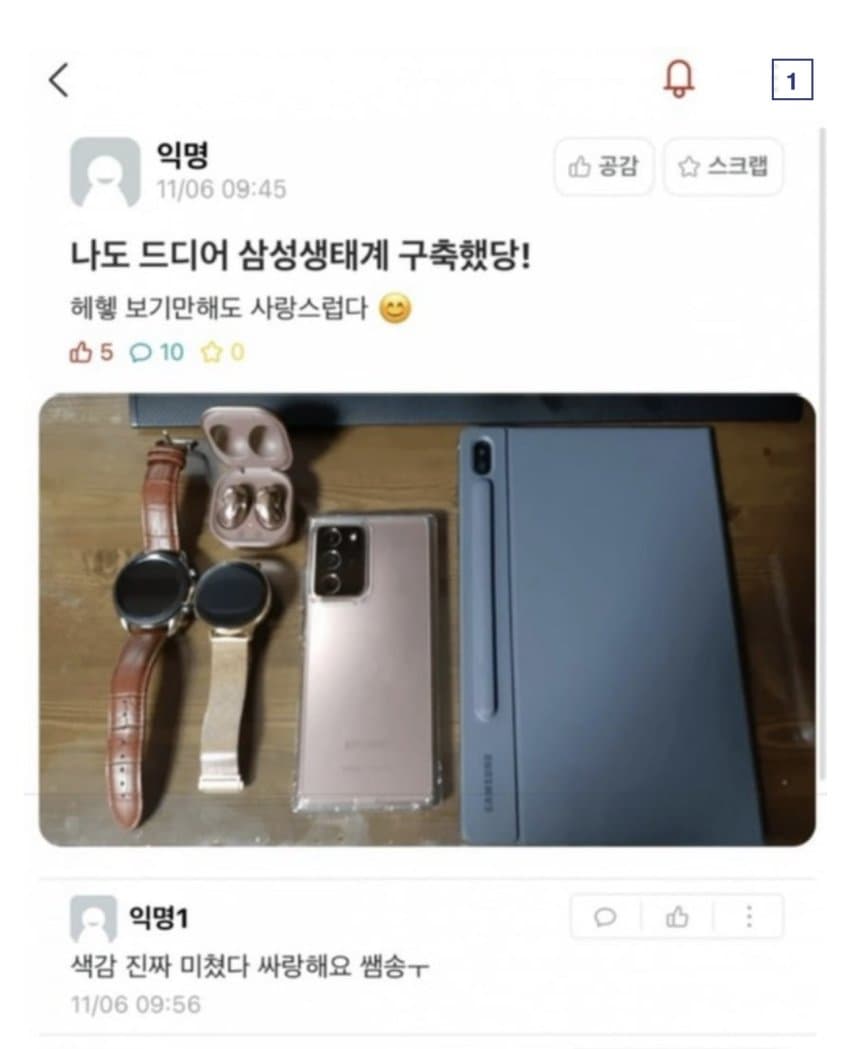 1
익명
11/06 09:45
공감
스크랩
나도 드디어 삼성생태계 구축했당!
헤헿 보기만해도 사랑스럽다 😊
5 10 0
SAMSUNG
익명1
색감 진짜 미쳤다 싸랑해요 쌤송ㅜ
11/06 09:56